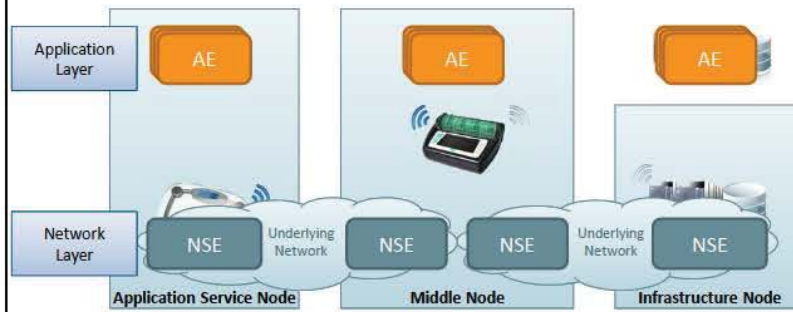 Application
Layer
AE
AE
AE
Network
Layer
NSE
Underlying
Network
NSE
NSE
Underlying
Network
NSE
Application Service Node
Middle Node
Infrastructure Node